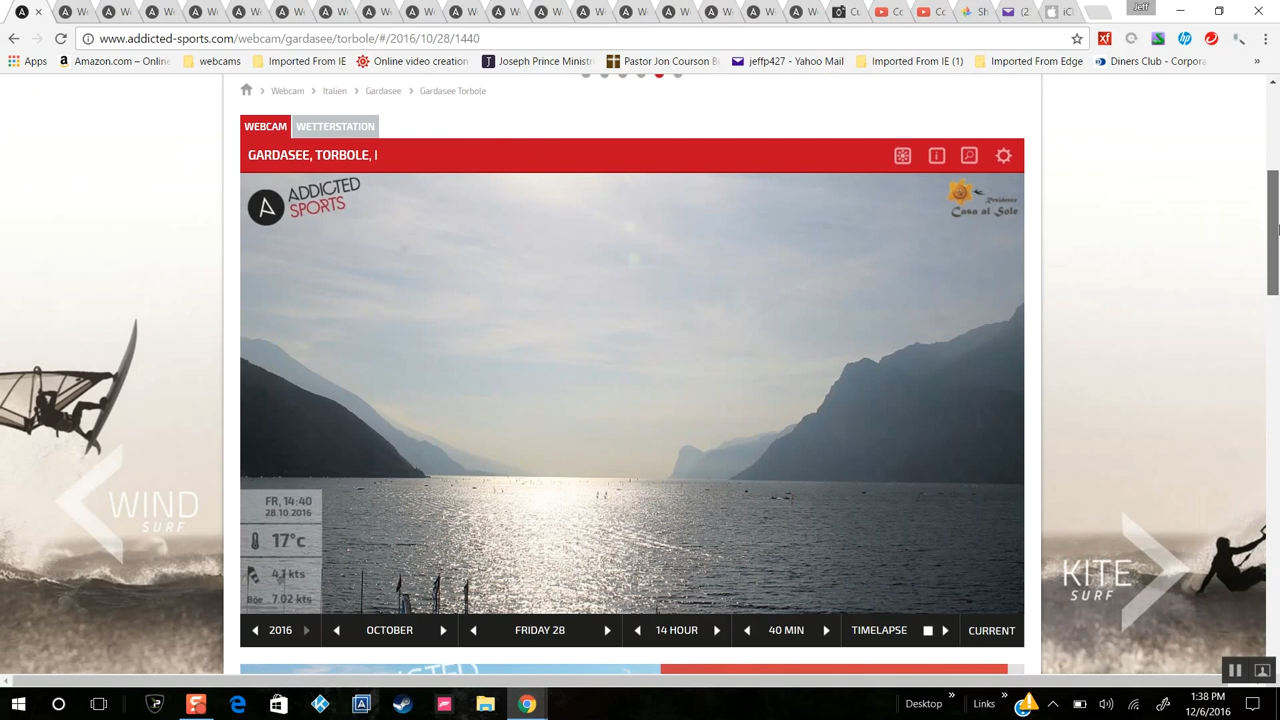 Jeff
www.addicted-sports.com/webcam/gardasee/torbole/#/2016/10/28/1440
Apps
Amazon.com – Online
webcams
Imported From IE
Online video creation
Joseph Prince Ministr
Pastor Jon Courson B
jeffp427 - Yahoo Mail
Imported From IE (1)
Imported From Edge
Diners Club - Corpora
Webcam > Italien > Gardasee > Gardasee Torbole
WEBCAM WETTERSTATION
GARDASEE, TORBOLE, I
ADDICTED
SPORTS
Residence
Casa al Sole
FR, 14:40
28.10.2016
17°c
4.1 kts
Böe 7.02 kts
WIND
SURF
KITE
SURF
2016 OCTOBER FRIDAY 28 14 HOUR 40 MIN TIMELAPSE CURRENT
Desktop
Links
1:38 PM
12/6/2016